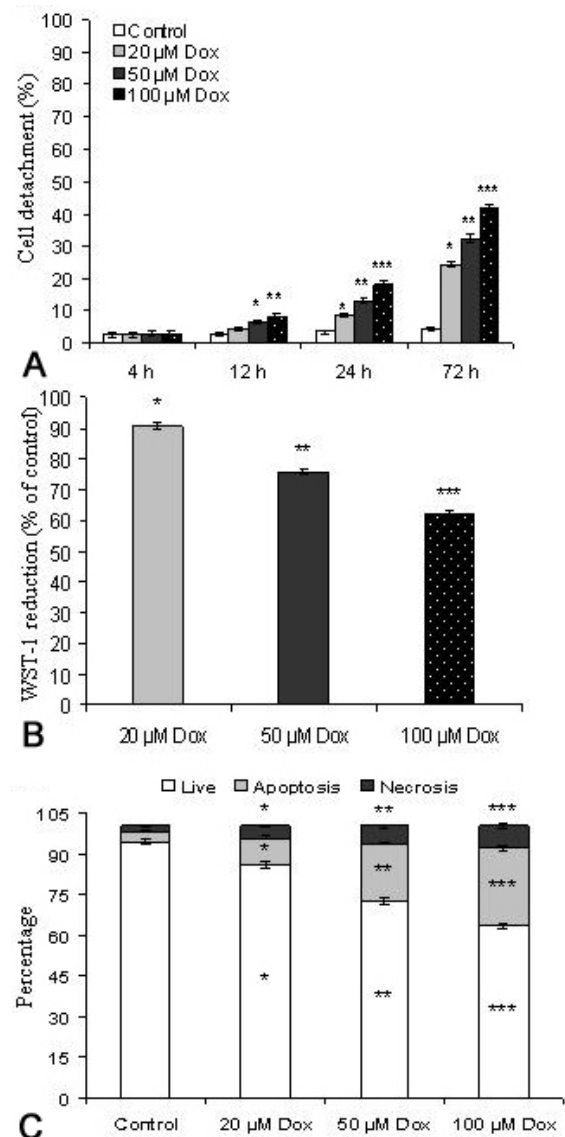 100
90
80
70
60
50
40
30
20
10
0
Cell detachment (%)
Control
20 µM Dox
50 µM Dox
100 µM Dox
* **
* ** ***
* ** ***
A
4 h 12 h 24 h 72 h
100
90
80
70
60
50
40
30
20
10
0
WST-1 reduction (% of control)
* ** ***
B
20 µM Dox 50 µM Dox 100 µM Dox
Live Apoptosis Necrosis
105
90
75
60
45
30
15
0
Percentage
* ** ***
* ** ***
* ** ***
C
Control 20 µM Dox 50 µM Dox 100 µM Dox